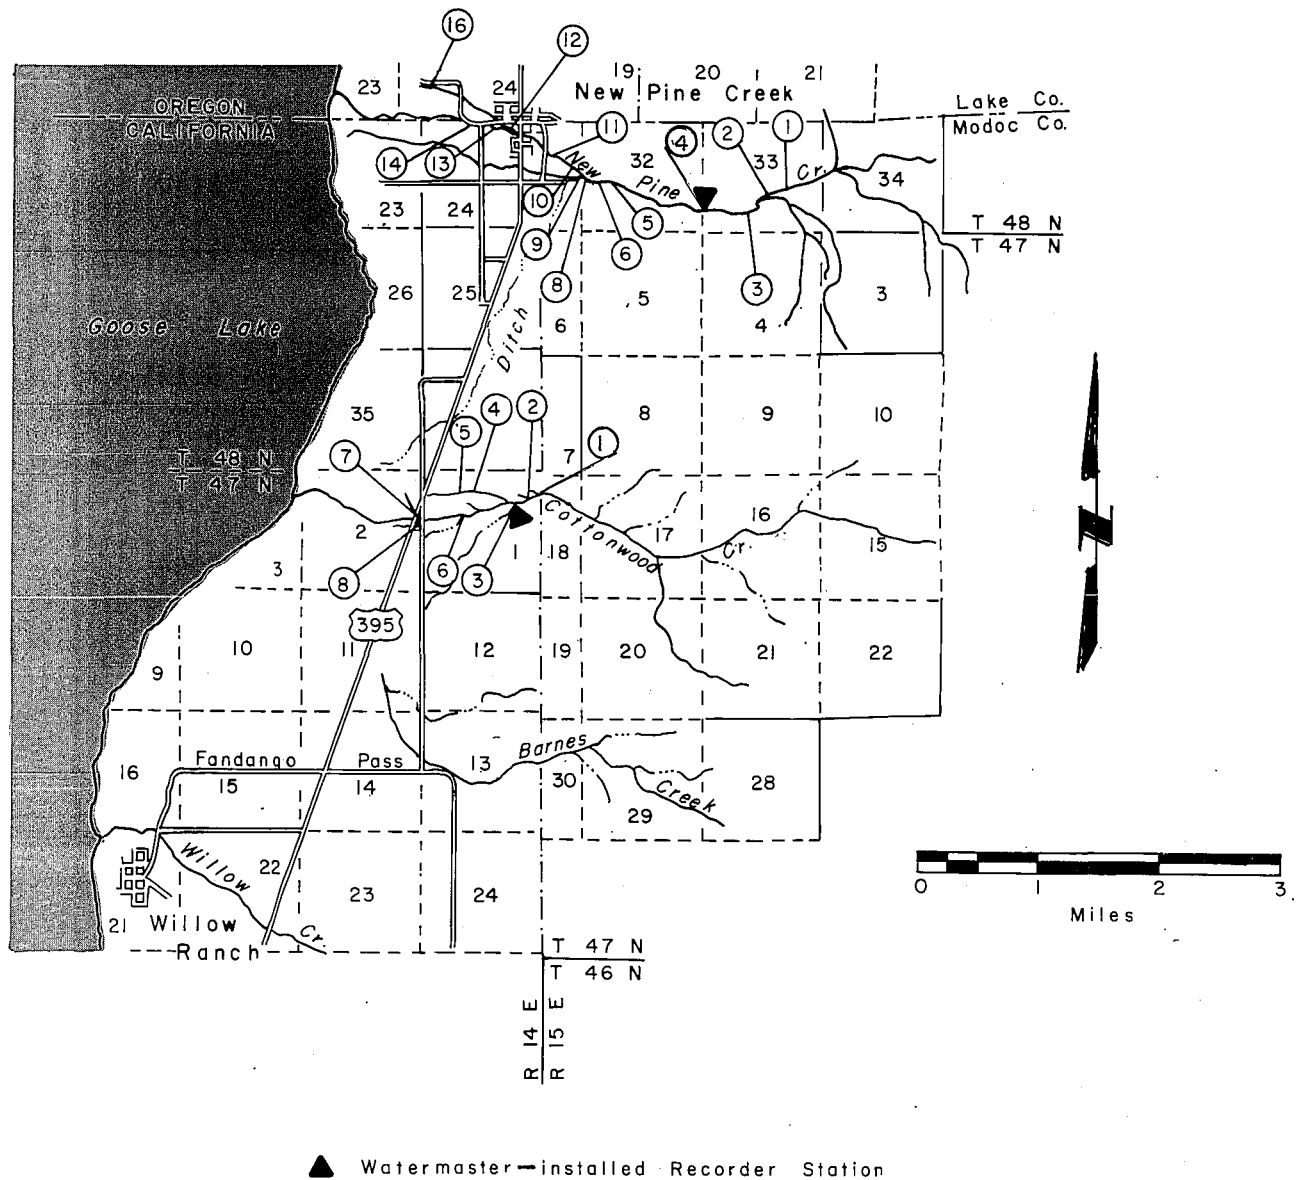 16
12
23
24
19
20
21
New Pine Creek
OREGON
CALIFORNIA
Lake Co.
Modoc Co.
14
13
11
4
2
1
New
32
Pine
33
Cr.
34
10
5
23
24
9
6
8
3
T 48 N
T 47 N
26
25
5
3
6
4
Goose Lake
Ditch
35
8
9
10
4
2
5
1
7
7
T 48 N
T 47 N
2
Cottonwood
17
16
Cr.
15
1
18
3
8
6
3
395
10
11
12
19
20
21
22
9
Barnes
Creek
Fandango Pass
16
15
14
13
30
29
28
Willow
Cr.
22
23
24
21
Willow
Ranch
T 47 N
T 46 N
R 14 E
R 15 E
N
0 1 2 3
Miles
Watermaster-installed Recorder Station